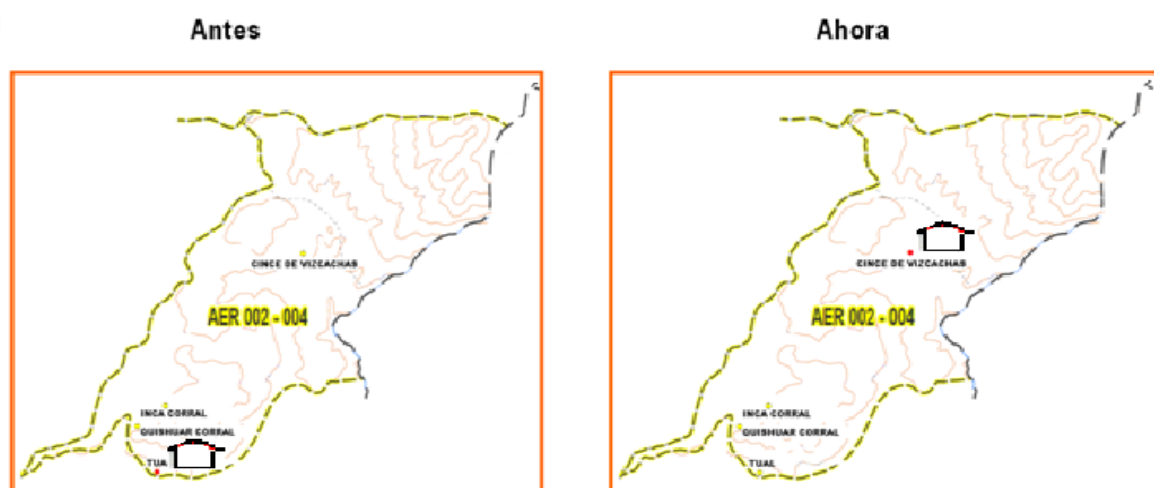 Antes
Ahora
CINCE DE VIZCACHAS
AER 002 - 004
INCA CORRAL
QUISHUAR CORRAL
TUA
CINCE DE VIZCACHAS
AER 002 - 004
INCA CORRAL
QUISHUAR CORRAL
TUAL